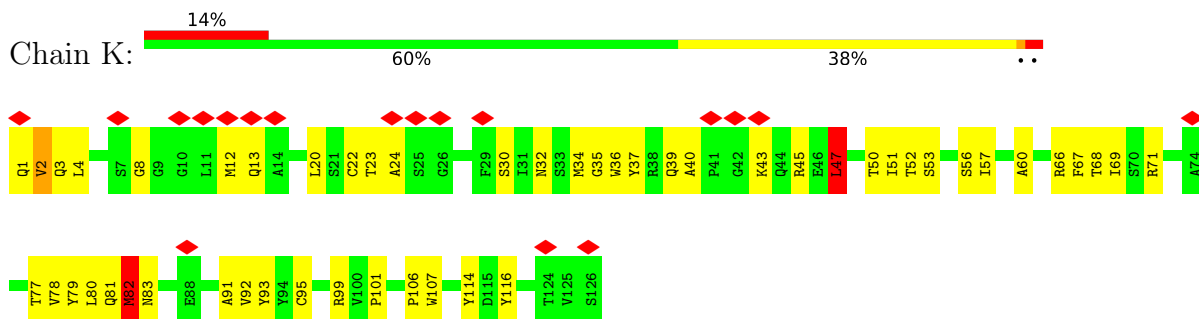 14%
Chain K:
60% 38% • •
Q1 V2 Q3 L4 S7 G8 G9 G10 L11 M12 Q13 A14 L20 S21 C22 T23 A24 S25 G26 F29 S30 I31 N32 S33 M34 G35 W36 Y37 R38 Q39 A40 P41 G42 K43 Q44 R45 E46 L47 T50 I51 T52 S53 S56 I57 A60 R66 F67 T68 I69 S70 R71 A74
T77 V78 Y79 L80 Q81 M82 N83 E88 A91 V92 Y93 Y94 C95 R99 V100 P101 P106 W107 Y114 D115 Y116 T124 V125 S126